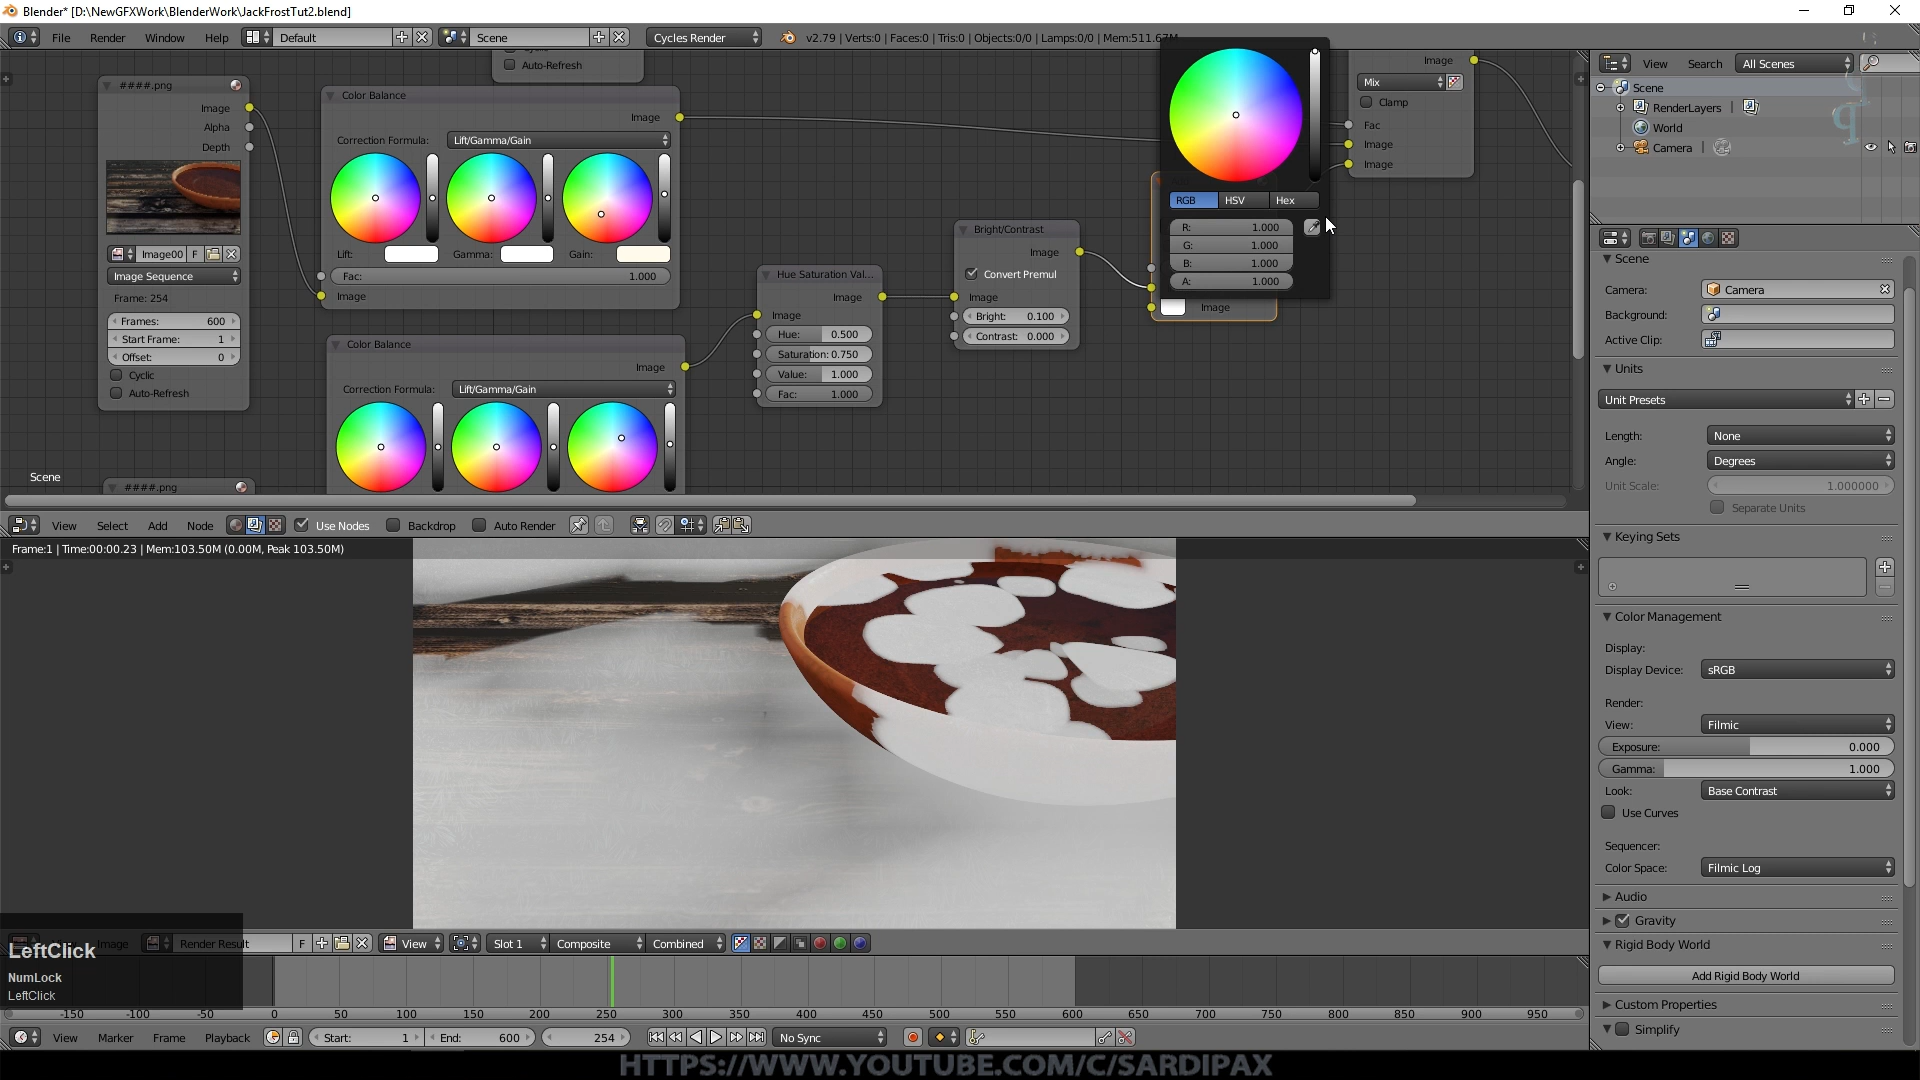 Blender* [D:\NewGFXWork\BlenderWork\JackFrostTut2.blend]
File Render Window Help Default Scene Cycles Render v2.79 | Verts:0 | Faces:0 | Tris:0 | Objects:0/0 | Lamps:0/0 | Mem:511.67M
Auto-Refresh
####.png
Image
Alpha
Depth
Image00 F
Image Sequence
Frame: 254
Frames: 600
Start Frame: 1
Offset: 0
Cyclic
Auto-Refresh
Color Balance
Image
Correction Formula: Lift/Gamma/Gain
Lift: Gamma: Gain:
Fac: 1.000
Image
Color Balance
Image
Correction Formula: Lift/Gamma/Gain
Hue Saturation Val...
Image
Image
Hue: 0.500
Saturation: 0.750
Value: 1.000
Fac: 1.000
Bright/Contrast
Image
Convert Premul
Image
Bright: 0.100
Contrast: 0.000
RGB HSV Hex
R: 1.000
G: 1.000
B: 1.000
A: 1.000
Image
Image
Mix
Clamp
Fac
Image
Image
Scene
####.png
View Select Add Node Use Nodes Backdrop Auto Render
Frame:1 | Time:00:00.23 | Mem:103.50M (0.00M, Peak 103.50M)
LeftClick
NumLock
LeftClick
Image Render Result F View Slot 1 Composite Combined
-150 -100 -50 0 50 100 150 200 250 300 350 400 450 500 550 600 650 700 750 800 850 900 950
View Marker Frame Playback Start: 1 End: 600 254 No Sync
View Search All Scenes
Scene
RenderLayers
World
Camera
Scene
Camera: Camera
Background:
Active Clip:
Units
Unit Presets
Length: None
Angle: Degrees
Unit Scale: 1.000000
Separate Units
Keying Sets
Color Management
Display:
Display Device: sRGB
Render:
View: Filmic
Exposure: 0.000
Gamma: 1.000
Look: Base Contrast
Use Curves
Sequencer:
Color Space: Filmic Log
Audio
Gravity
Rigid Body World
Add Rigid Body World
Custom Properties
Simplify
HTTPS://WWW.YOUTUBE.COM/C/SARDIPAX